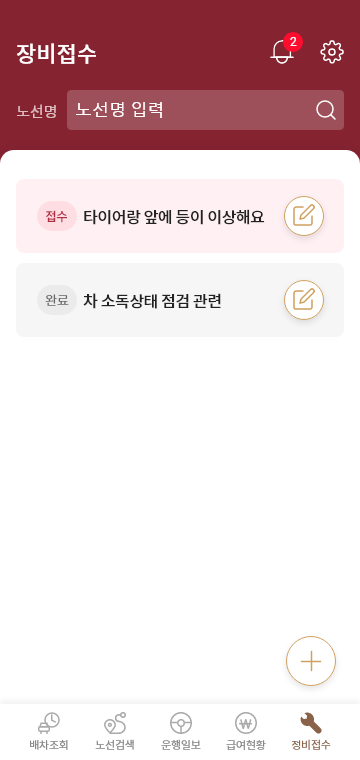 장비접수
2
노선명 노선명 입력
접수 타이어랑 앞에 등이 이상해요
완료 차 소독상태 점검 관련
배차조회 노선검색 운행일보 급여현황 정비접수